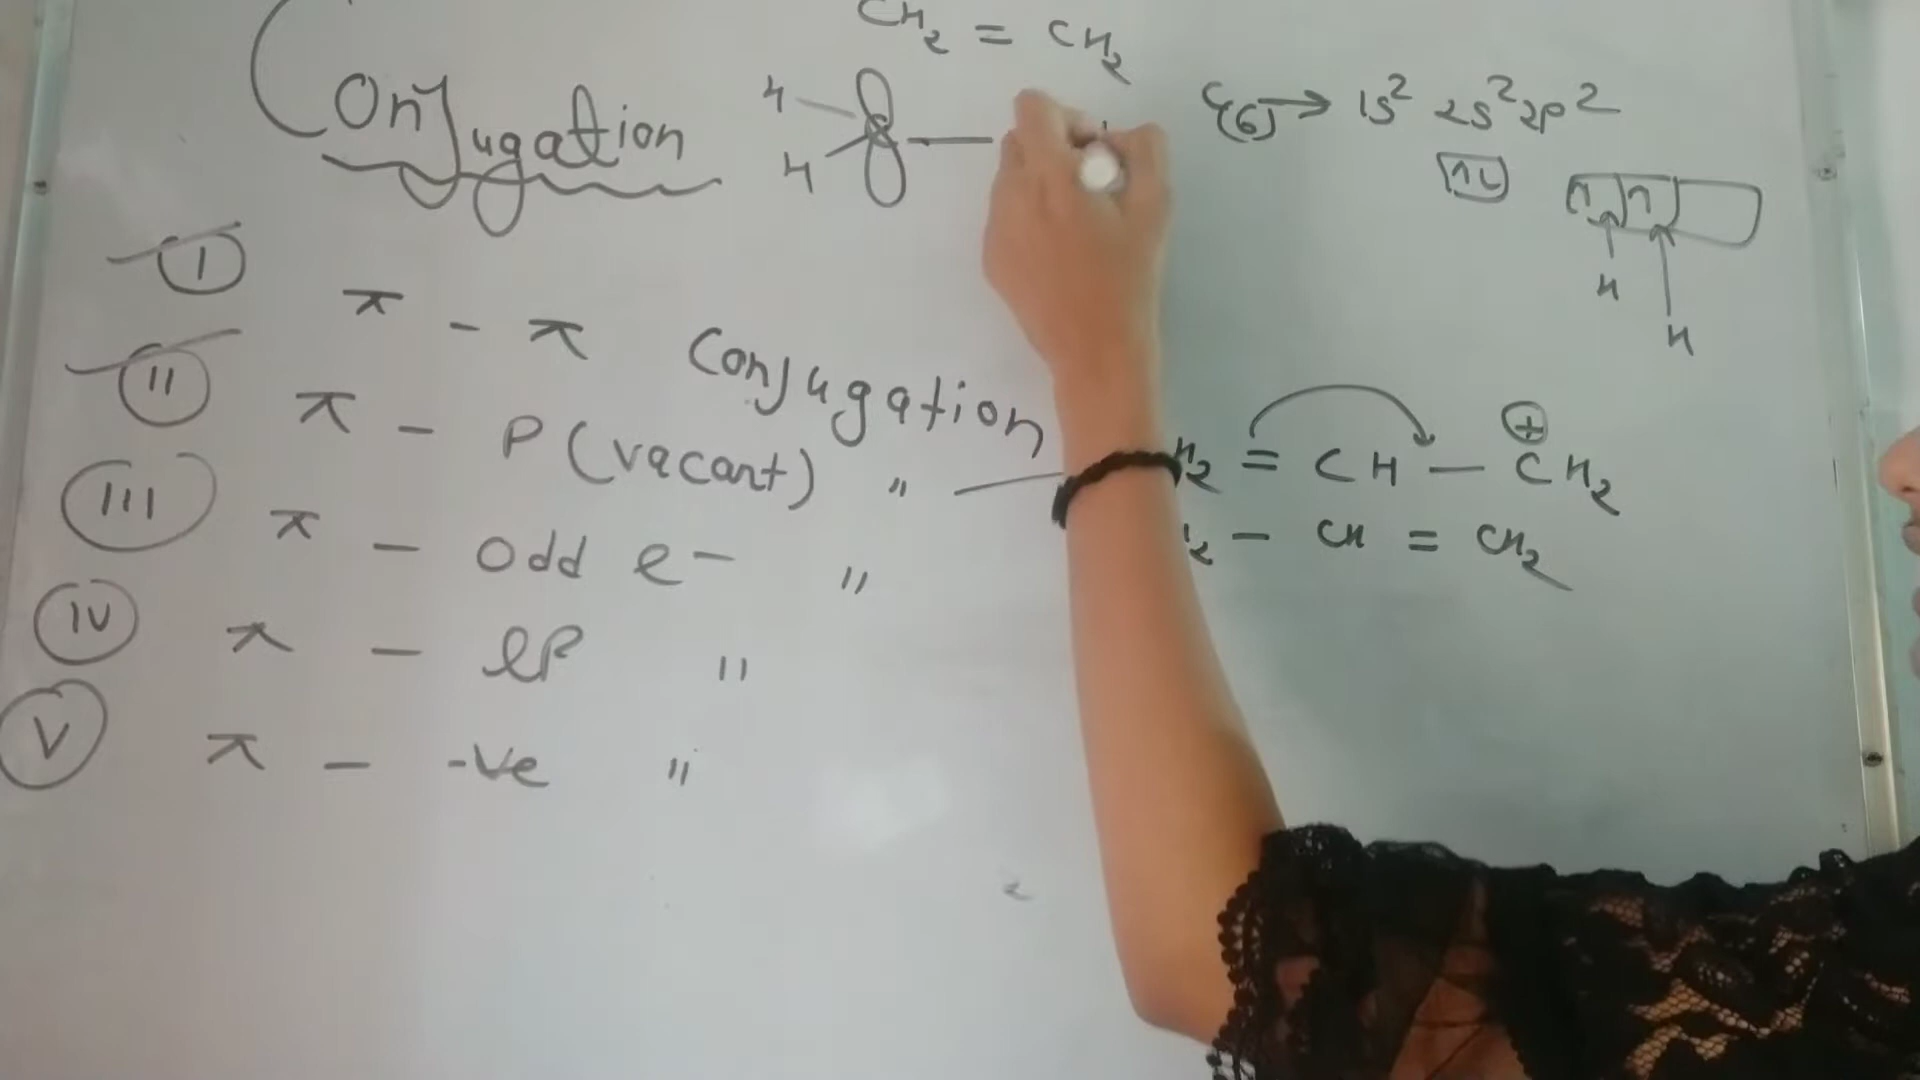 CH2 = CH2
Conjugation
H
H
C(6) → 1s² 2s² 2p²
H
H
I π - π Conjugation
II π - P (vacant) "
III π - odd e- "
IV π - lP "
V π - -ve "
H2 = CH - CH2
⊕
- CH = CH2